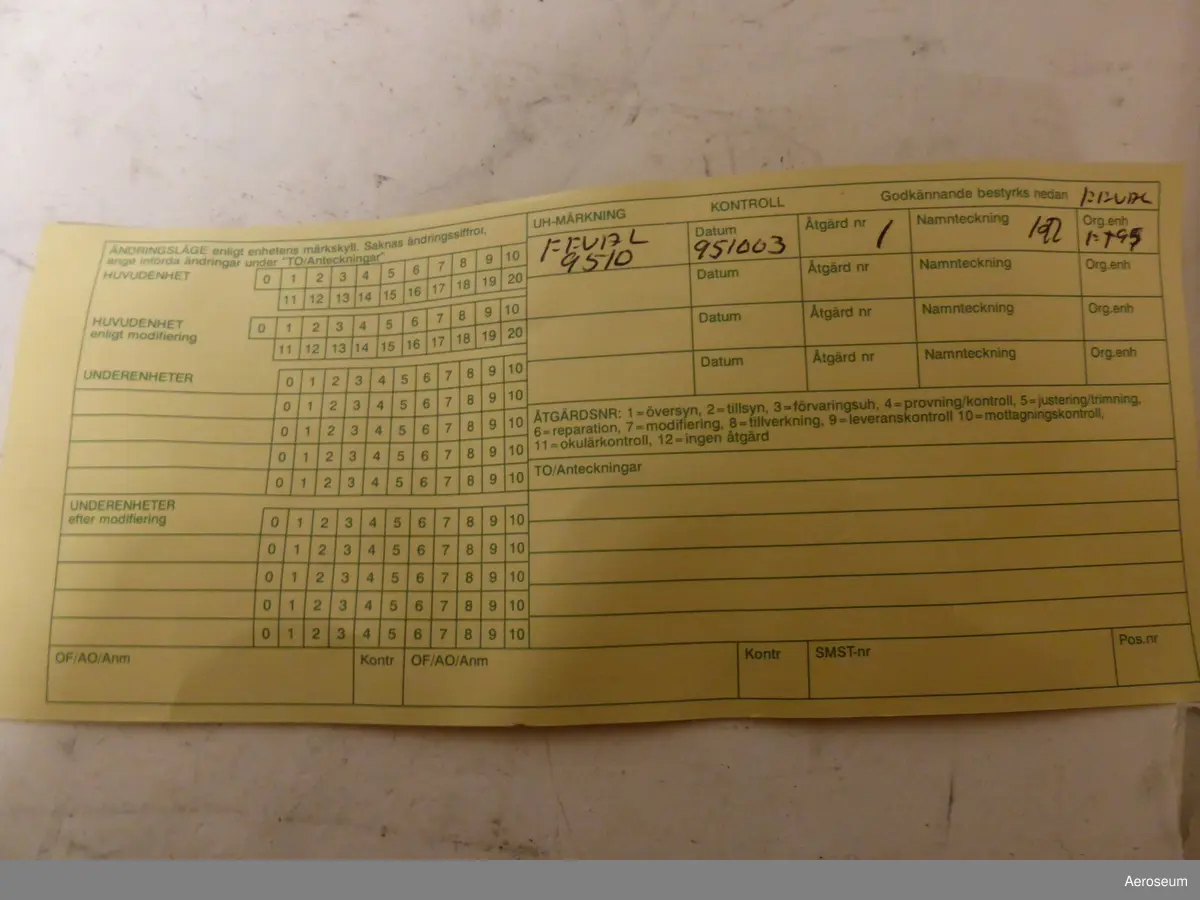 ÄNDRINGSLÄGE enligt enhetens märkskylt. Saknas ändringssiffror,
ange införda ändringar under "TO/Anteckningar"
HUVUDENHET 0 1 2 3 4 5 6 7 8 9 10
11 12 13 14 15 16 17 18 19 20
HUVUDENHET
enligt modifiering 0 1 2 3 4 5 6 7 8 9 10
11 12 13 14 15 16 17 18 19 20
UNDERENHETER 0 1 2 3 4 5 6 7 8 9 10
0 1 2 3 4 5 6 7 8 9 10
0 1 2 3 4 5 6 7 8 9 10
0 1 2 3 4 5 6 7 8 9 10
0 1 2 3 4 5 6 7 8 9 10
UNDERENHETER
efter modifiering 0 1 2 3 4 5 6 7 8 9 10
0 1 2 3 4 5 6 7 8 9 10
0 1 2 3 4 5 6 7 8 9 10
0 1 2 3 4 5 6 7 8 9 10
0 1 2 3 4 5 6 7 8 9 10
UH-MÄRKNING KONTROLL Godkännande bestyrks nedan
9510
Datum 951003 Åtgärd nr 1 Namnteckning Org.enh
Datum Åtgärd nr Namnteckning Org.enh
Datum Åtgärd nr Namnteckning Org.enh
Datum Åtgärd nr Namnteckning Org.enh
ÅTGÄRDSNR: 1=översyn, 2=tillsyn, 3=förvaringsuh, 4=provning/kontroll, 5=justering/trimning,
6=reparation, 7=modifiering, 8=tillverkning, 9=leveranskontroll 10=mottagningskontroll,
11=okulärkontroll, 12=ingen åtgärd
TO/Anteckningar
OF/AO/Anm Kontr OF/AO/Anm Kontr SMST-nr Pos.nr
Aeroseum